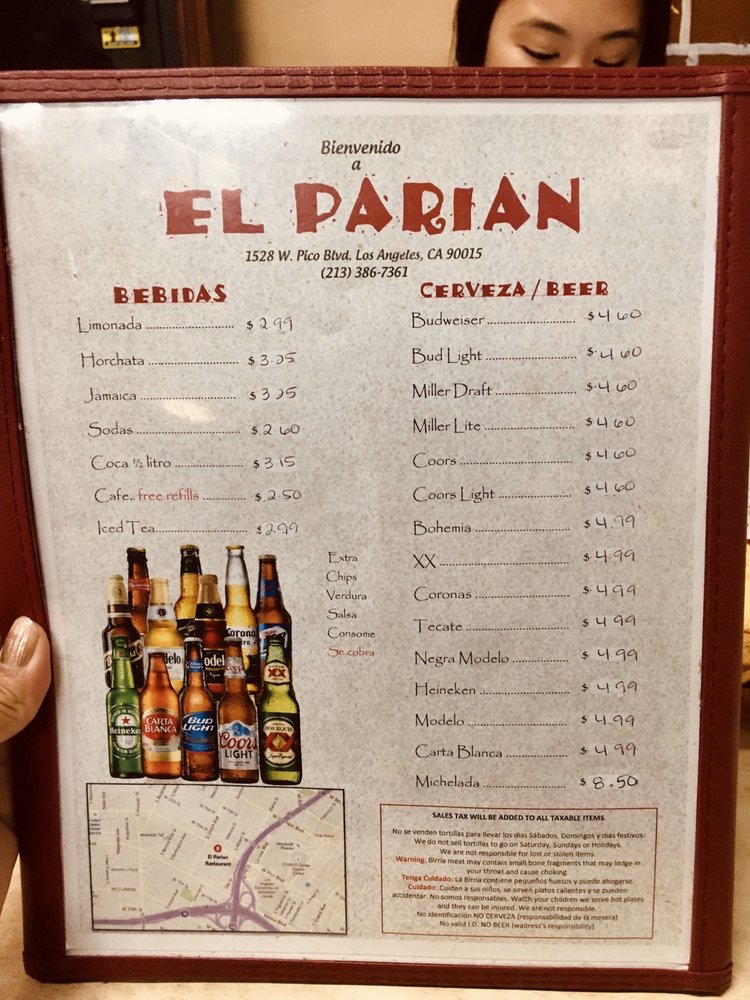 Bienvenido
a
EL PARIAN
1528 W. Pico Blvd. Los Angeles, CA 90015
(213) 386-7361
BEBIDAS
Limonada ............................ $ 2.99
Horchata ............................ $ 3.25
Jamaica ............................ $ 3.25
Sodas ............................ $ 2.60
Coca ½ litro ............................ $ 3.15
Cafe.. free refills ............................ $ 2.50
Iced Tea............................ $ 2.99
Extra
Chips
Verdura
Salsa
Consome
Se cobra
CERVEZA / BEER
Budweiser ............................ $ 4.60
Bud Light ............................ $ 4.60
Miller Draft ............................ $ 4.60
Miller Lite ............................ $ 4.60
Coors ............................ $ 4.60
Coors Light ............................ $ 4.60
Bohemia ............................ $ 4.99
XX ............................ $ 4.99
Coronas ............................ $ 4.99
Tecate ............................ $ 4.99
Negra Modelo ............................ $ 4.99
Heineken ............................ $ 4.99
Modelo ............................ $ 4.99
Carta Blanca ............................ $ 4.99
Michelada ............................ $ 8.50
Corona
Heineken
CARTA
BLANCA
BUD
LIGHT
Coors
LIGHT
XX
DOS EQUIS
El Parian
Restaurant
PICO UNION
SALES TAX WILL BE ADDED TO ALL TAXABLE ITEMS
No se venden tortillas para llevar los dias Sábados, Domingos y dias festivos.
We do not sell tortillas to go on Saturday, Sundays or Holidays.
We are not responsible for lost or stolen items.
Warning: Birria meat may contain small bone fragments that may lodge in
your throat and cause choking.
Tenga Cuidado: La Birria contiene pequeños huesos y puede ahogarse.
Cuidado: Cuiden a sus niños, se sirven platos calientes y se pueden
accidentar. No somos responsables. Watch your children we serve hot plates
and they can be injured. We are not responsible.
No identificación NO CERVEZA (responsabilidad de la mesera)
No valid I.D. NO BEER (waitress's responsibility)